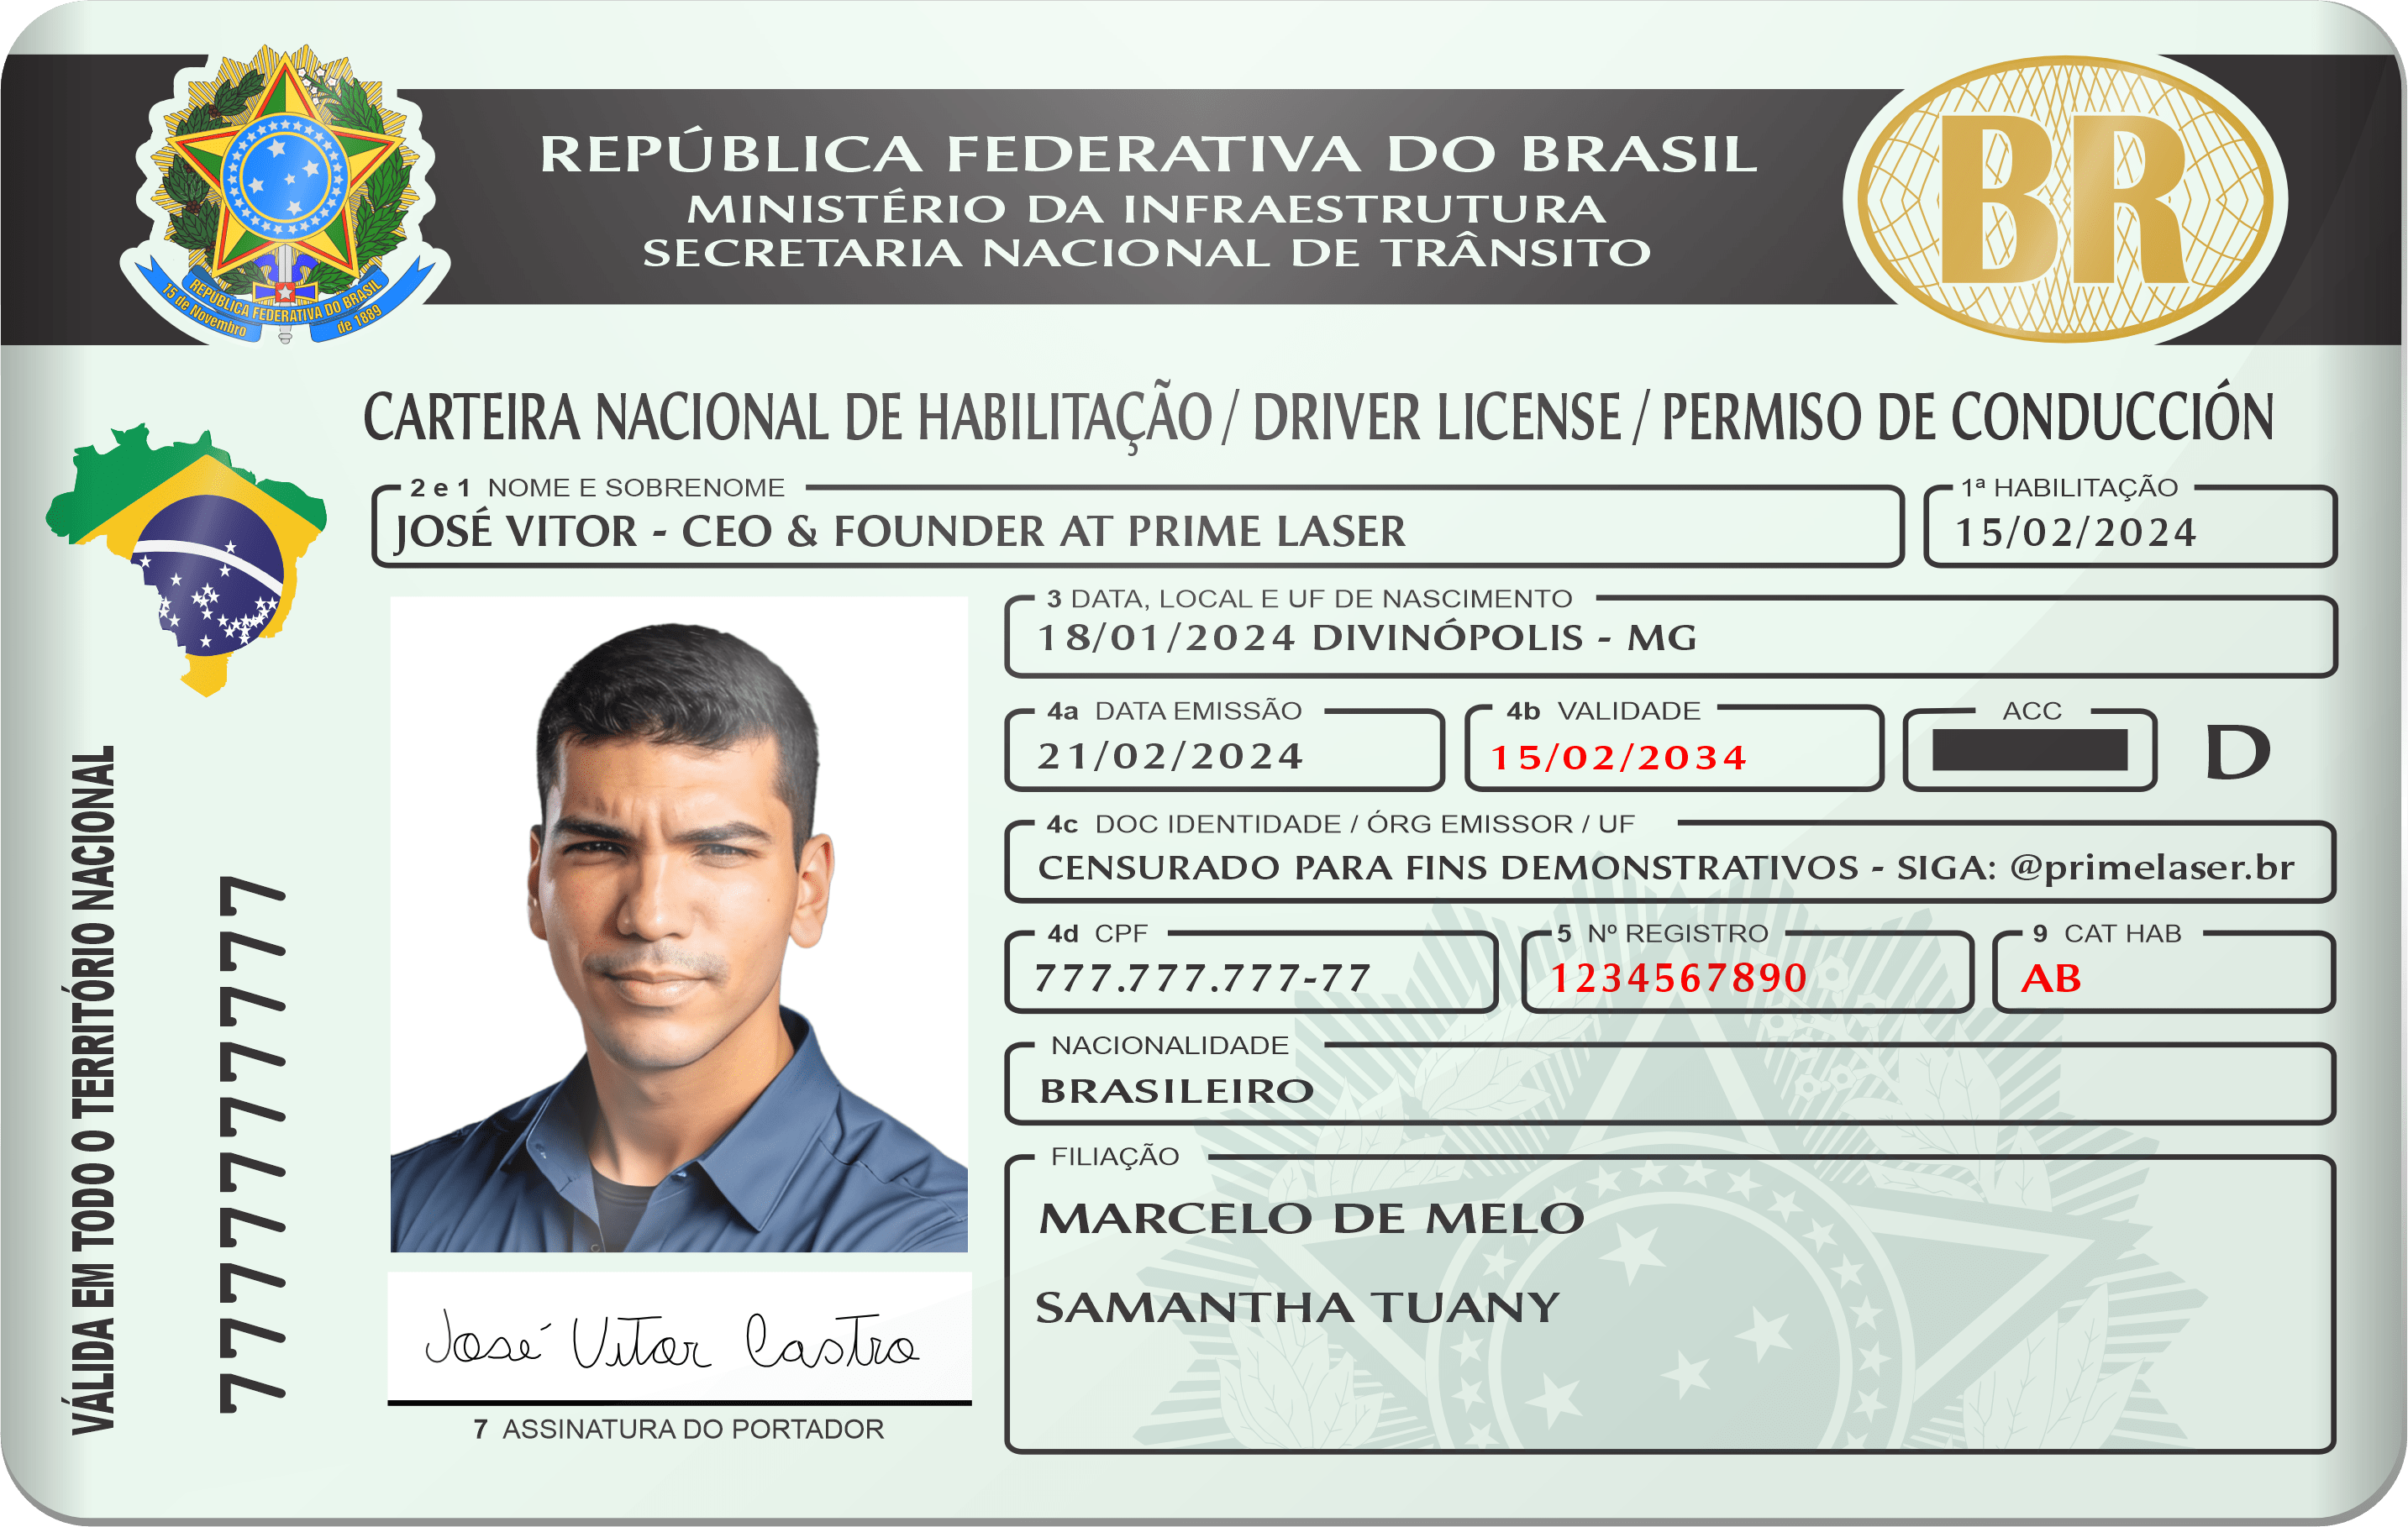 REPÚBLICA FEDERATIVA DO BRASIL
MINISTÉRIO DA INFRAESTRUTURA
SECRETARIA NACIONAL DE TRÂNSITO
REPÚBLICA FEDERATIVA DO BRASIL
15 de Novembro de 1889
BR
CARTEIRA NACIONAL DE HABILITAÇÃO / DRIVER LICENSE / PERMISO DE CONDUCCIÓN
2 e 1 NOME E SOBRENOME
JOSÉ VITOR - CEO & FOUNDER AT PRIME LASER
1ª HABILITAÇÃO
15/02/2024
3 DATA, LOCAL E UF DE NASCIMENTO
18/01/2024 DIVINÓPOLIS - MG
4a DATA EMISSÃO
21/02/2024
4b VALIDADE
15/02/2034
ACC
D
4c DOC IDENTIDADE / ÓRG EMISSOR / UF
CENSURADO PARA FINS DEMONSTRATIVOS - SIGA: @primelaser.br
4d CPF
777.777.777-77
5 Nº REGISTRO
1234567890
9 CAT HAB
AB
NACIONALIDADE
BRASILEIRO
FILIAÇÃO
MARCELO DE MELO
SAMANTHA TUANY
José Vitor Castro
7 ASSINATURA DO PORTADOR
VÁLIDA EM TODO O TERRITÓRIO NACIONAL
7777777777